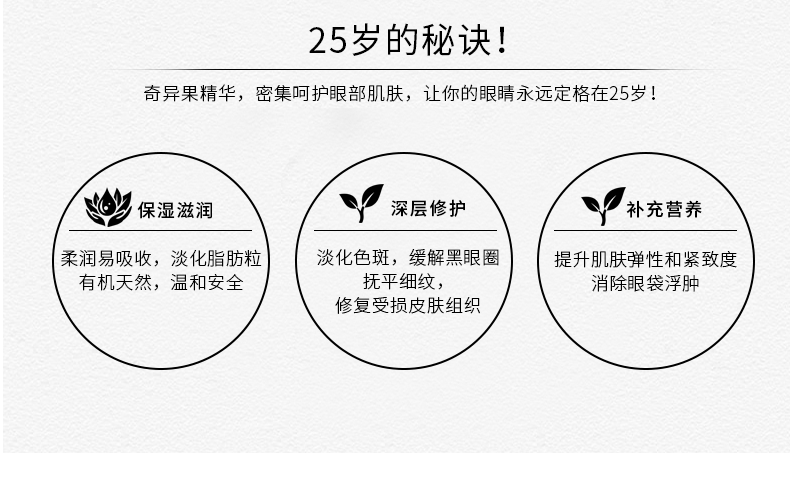 25岁的秘诀！
奇异果精华，密集呵护眼部肌肤，让你的眼睛永远定格在25岁！
保湿滋润
柔润易吸收，淡化脂肪粒
有机天然，温和安全
深层修护
淡化色斑，缓解黑眼圈
抚平细纹，
修复受损皮肤组织
补充营养
提升肌肤弹性和紧致度
消除眼袋浮肿